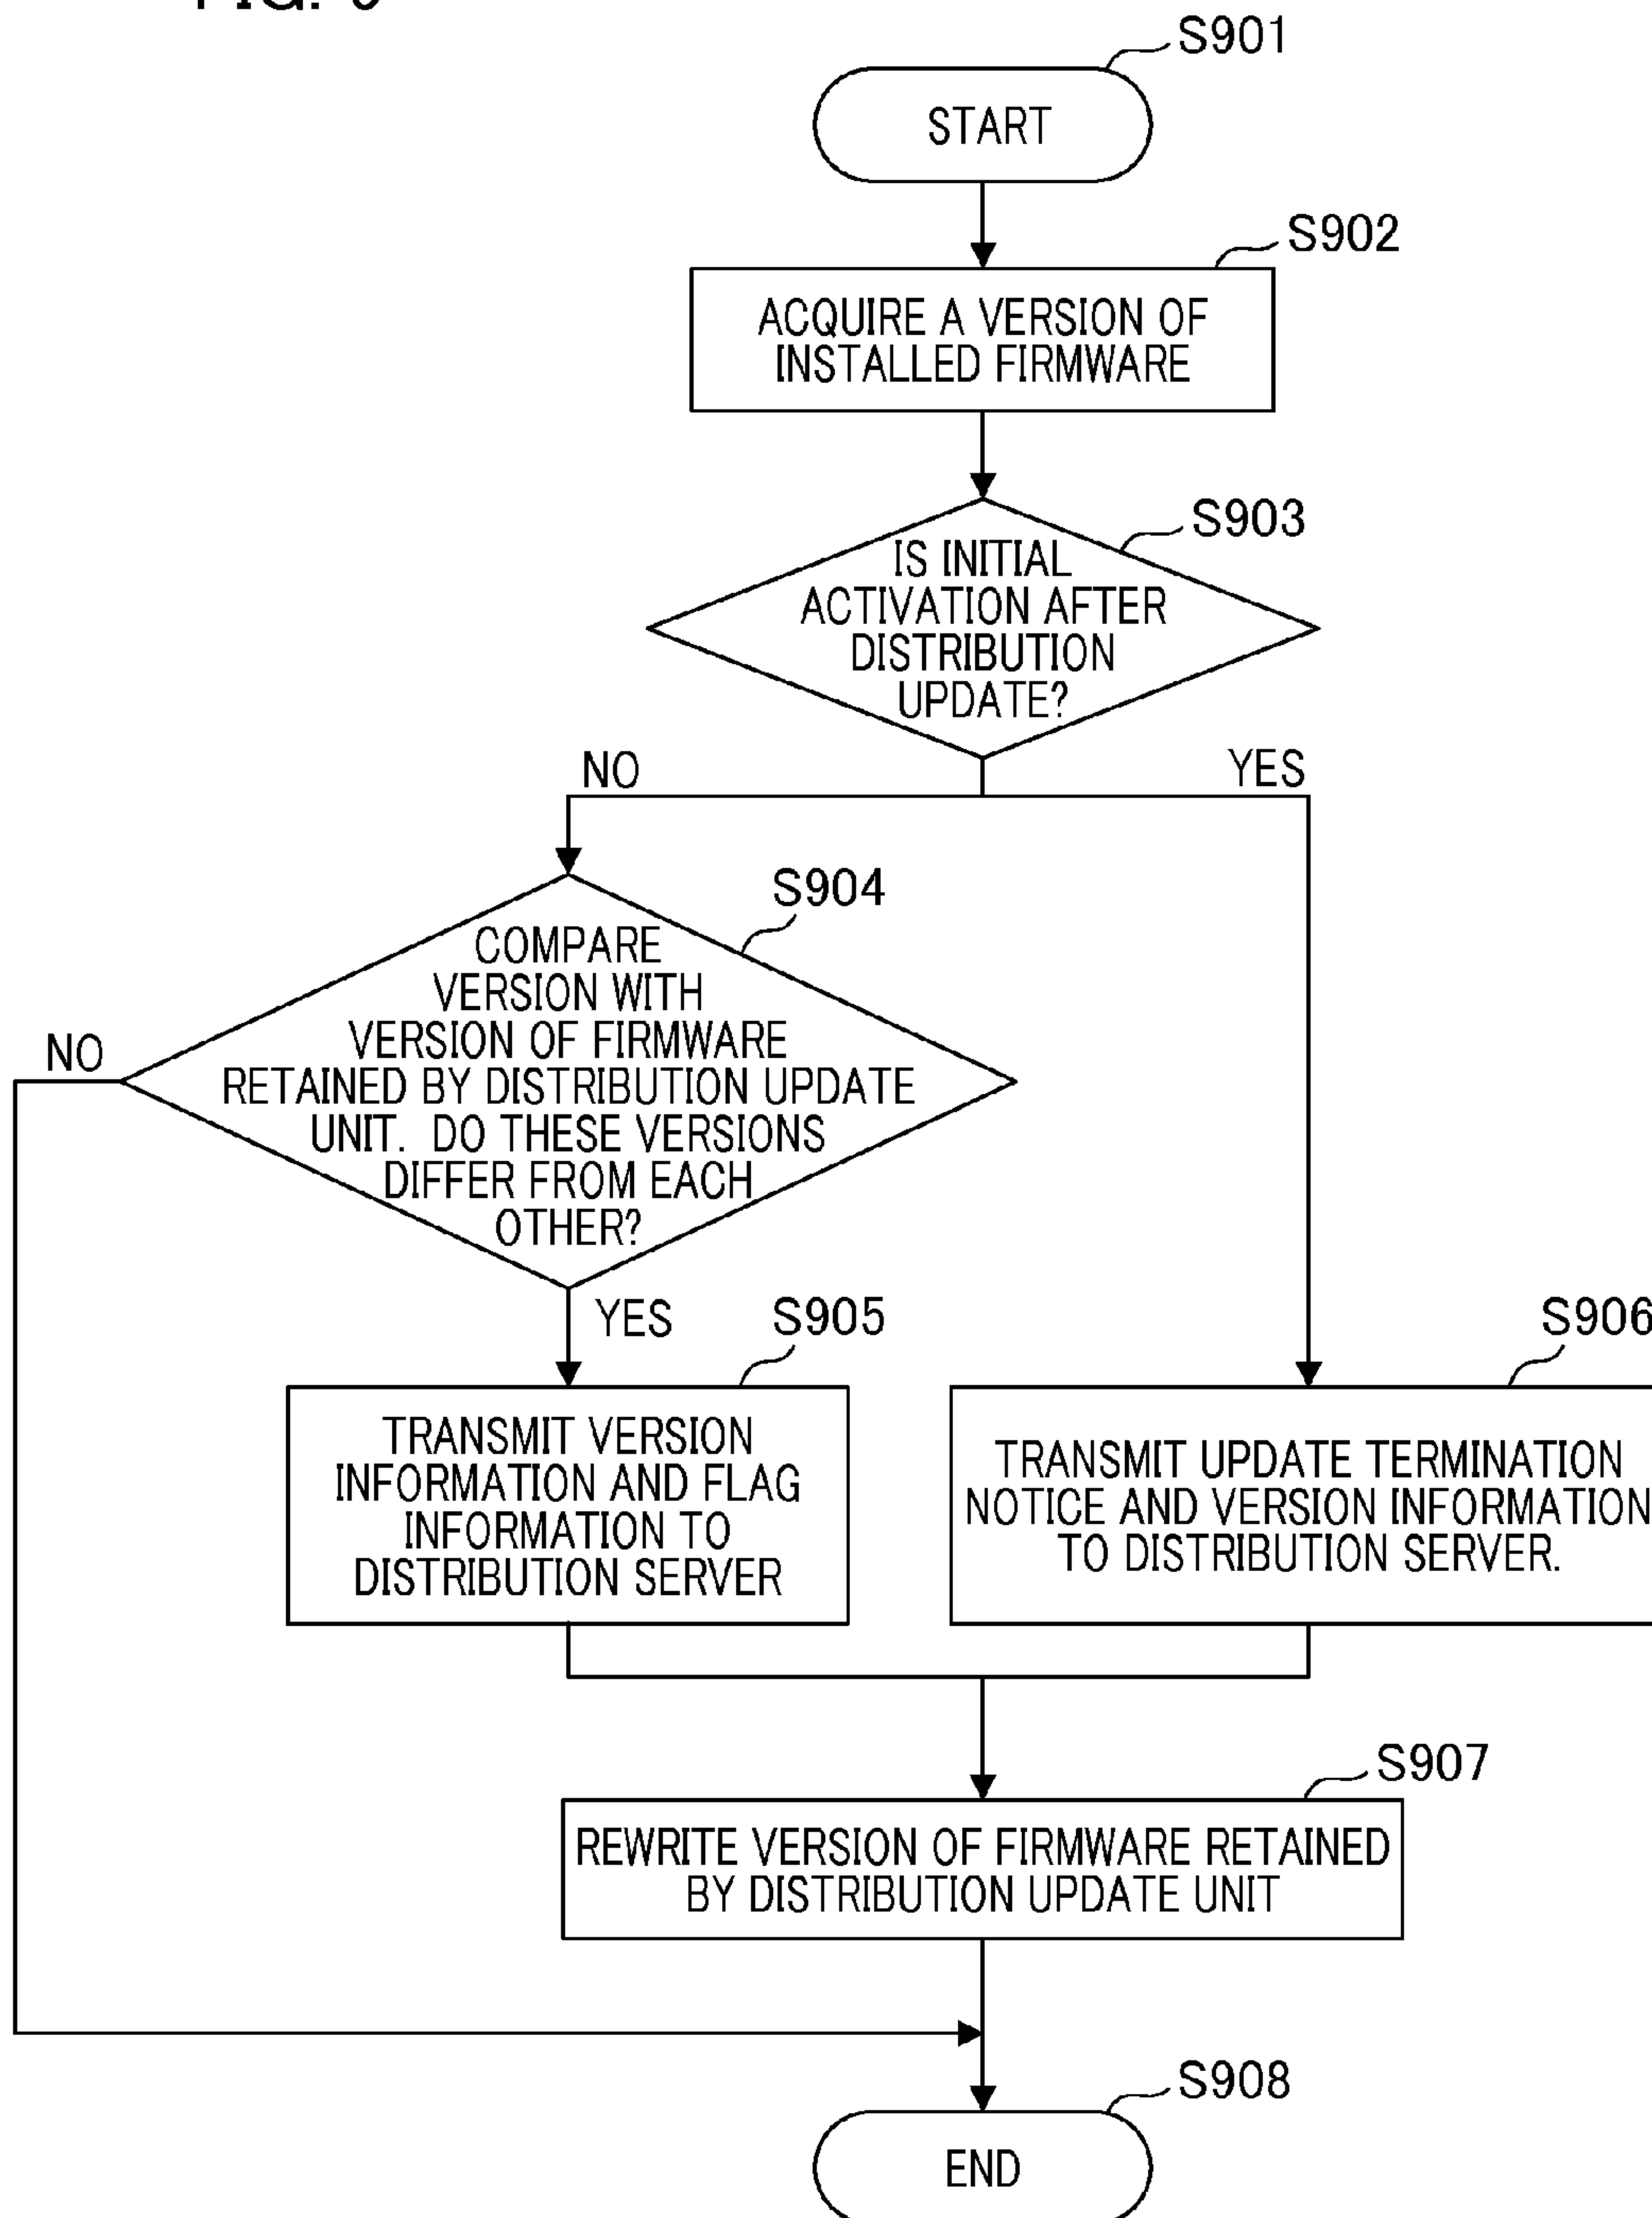 S901
START
S902
ACQUIRE A VERSION OF
INSTALLED FIRMWARE
S903
IS INITIAL
ACTIVATION AFTER
DISTRIBUTION
UPDATE?
NO
YES
S904
COMPARE
VERSION WITH
VERSION OF FIRMWARE
RETAINED BY DISTRIBUTION UPDATE
UNIT. DO THESE VERSIONS
DIFFER FROM EACH
OTHER?
NO
YES
S905
TRANSMIT VERSION
INFORMATION AND FLAG
INFORMATION TO
DISTRIBUTION SERVER
S906
TRANSMIT UPDATE TERMINATION
NOTICE AND VERSION INFORMATION
TO DISTRIBUTION SERVER.
S907
REWRITE VERSION OF FIRMWARE RETAINED
BY DISTRIBUTION UPDATE UNIT
S908
END